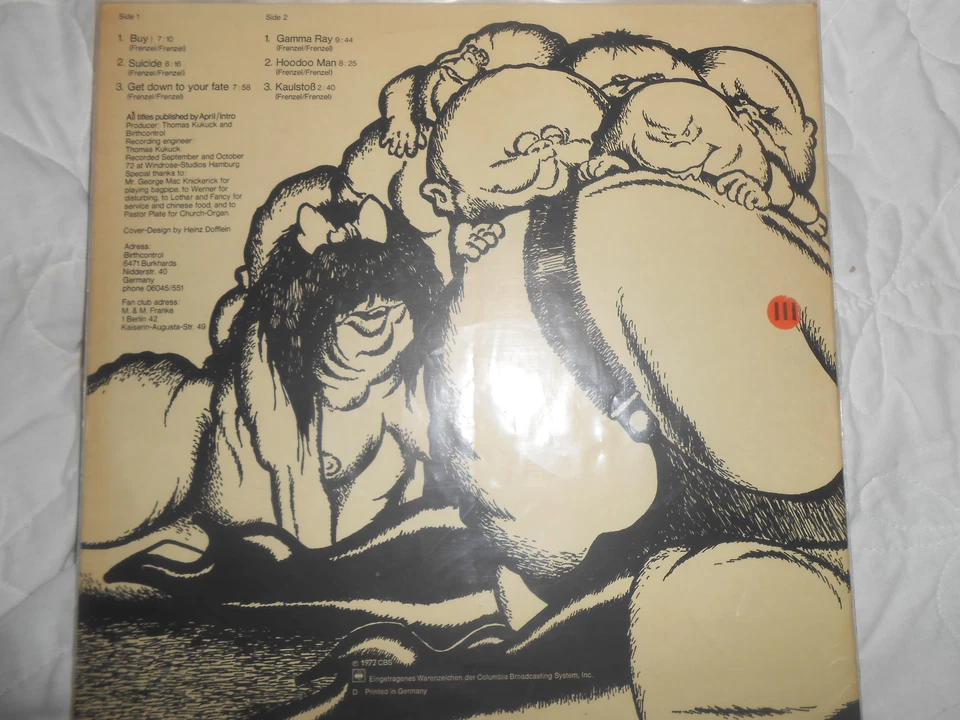 Side 1
1. Buy! 7:10
(Frenzel/Frenzel)
2. Suicide 6:16
(Frenzel/Frenzel)
3. Get down to your fate 7:58
(Frenzel/Frenzel)
Side 2
1. Gamma Ray 9:44
(Frenzel/Frenzel)
2. Hoodoo Man 8:25
(Frenzel/Frenzel)
3. Kaulstoß 2:40
(Frenzel/Frenzel)
All titles published by April/Intro
Producer: Thomas Kukuck and
Birthcontrol
Recording engineer:
Thomas Kukuck
Recorded September and October
72 at Windrose-Studios Hamburg
Special thanks to:
Mr. George Mac Knickerick for
playing bagpipe, to Werner for
disturbing, to Lothar and Fancy for
service and chinese food, and to
Pastor Plate for Church-Organ.
Cover-Design by Heinz Dofflein
Adress:
Birthcontrol
6471 Burkhards
Nidderstr. 40
Germany
phone 06045/551
Fan club adress:
M. & M. Franke
1 Berlin 42
Kaiserin-Augusta-Str. 49
III
℗ 1972 CBS
Eingetragenes Warenzeichen der Columbia Broadcasting System, Inc.
D Printed in Germany